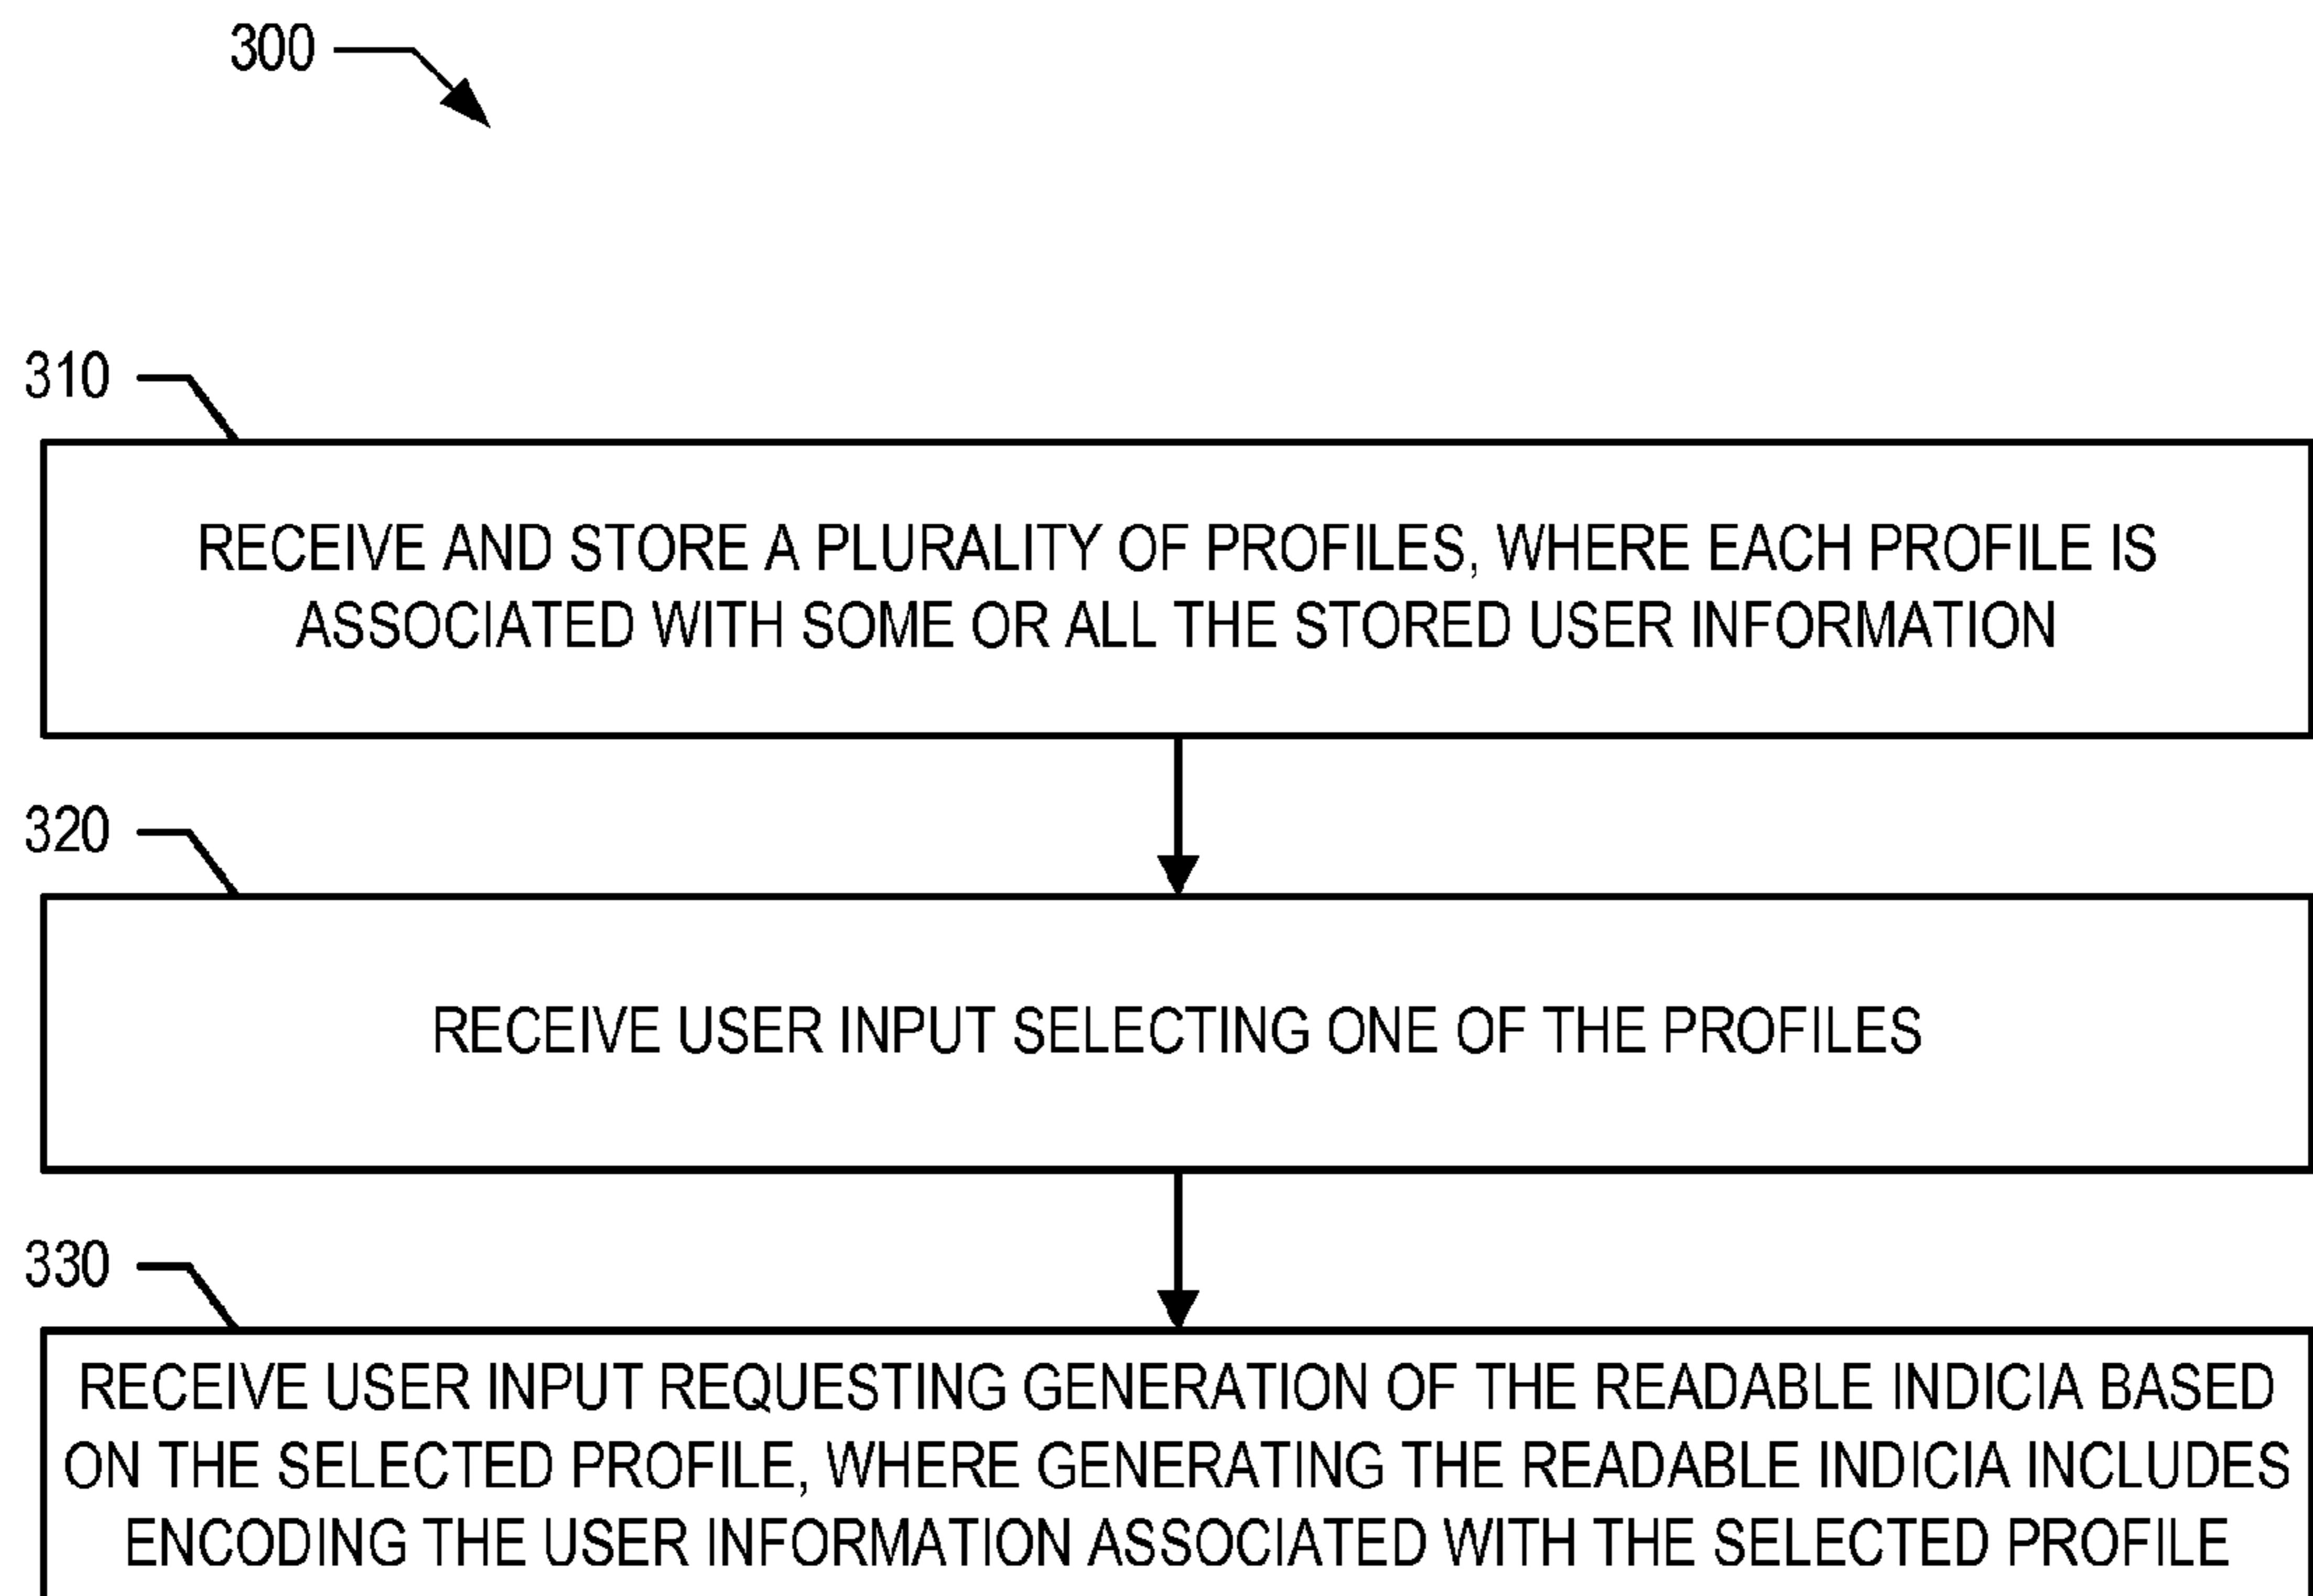 300
310
RECEIVE AND STORE A PLURALITY OF PROFILES, WHERE EACH PROFILE IS
ASSOCIATED WITH SOME OR ALL THE STORED USER INFORMATION
320
RECEIVE USER INPUT SELECTING ONE OF THE PROFILES
330
RECEIVE USER INPUT REQUESTING GENERATION OF THE READABLE INDICIA BASED
ON THE SELECTED PROFILE, WHERE GENERATING THE READABLE INDICIA INCLUDES
ENCODING THE USER INFORMATION ASSOCIATED WITH THE SELECTED PROFILE